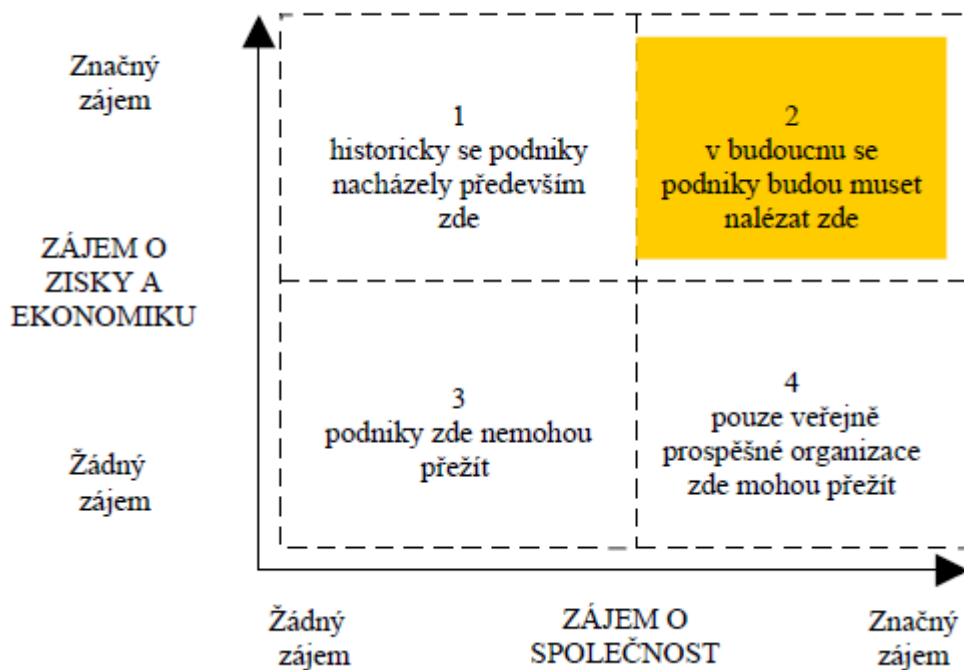 Značný
zájem
1
historicky se podniky
nacházely především
zde
2
v budoucnu se
podniky budou muset
nalézat zde
ZÁJEM O
ZISKY A
EKONOMIKU
3
podniky zde nemohou
přežít
4
pouze veřejně
prospěšné organizace
zde mohou přežít
Žádný
zájem
Žádný
zájem
ZÁJEM O
SPOLEČNOST
Značný
zájem